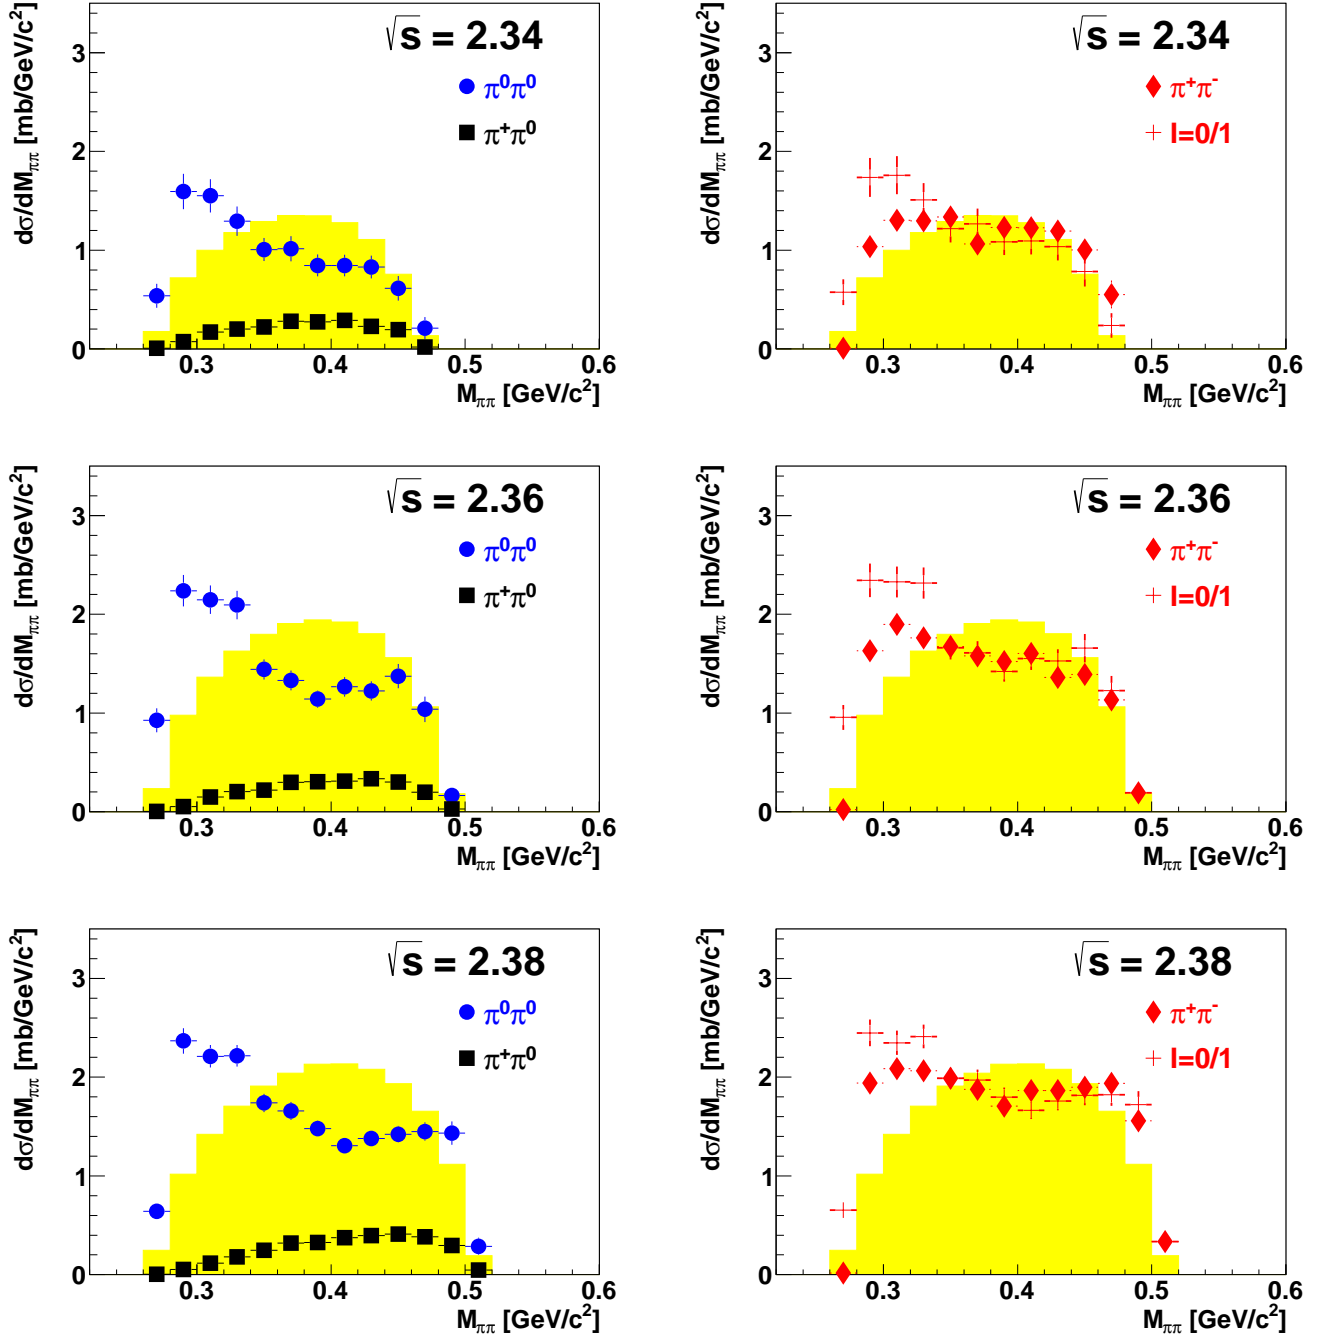 dσ/dM_ππ [mb/GeV/c²]
√s = 2.34
π⁰π⁰
π⁺π⁰
3
2
1
0
0.3 0.4 0.5 0.6
M_ππ [GeV/c²]
dσ/dM_ππ [mb/GeV/c²]
√s = 2.34
π⁺π⁻
I=0/1
3
2
1
0
0.3 0.4 0.5 0.6
M_ππ [GeV/c²]
dσ/dM_ππ [mb/GeV/c²]
√s = 2.36
π⁰π⁰
π⁺π⁰
3
2
1
0
0.3 0.4 0.5 0.6
M_ππ [GeV/c²]
dσ/dM_ππ [mb/GeV/c²]
√s = 2.36
π⁺π⁻
I=0/1
3
2
1
0
0.3 0.4 0.5 0.6
M_ππ [GeV/c²]
dσ/dM_ππ [mb/GeV/c²]
√s = 2.38
π⁰π⁰
π⁺π⁰
3
2
1
0
0.3 0.4 0.5 0.6
M_ππ [GeV/c²]
dσ/dM_ππ [mb/GeV/c²]
√s = 2.38
π⁺π⁻
I=0/1
3
2
1
0
0.3 0.4 0.5 0.6
M_ππ [GeV/c²]